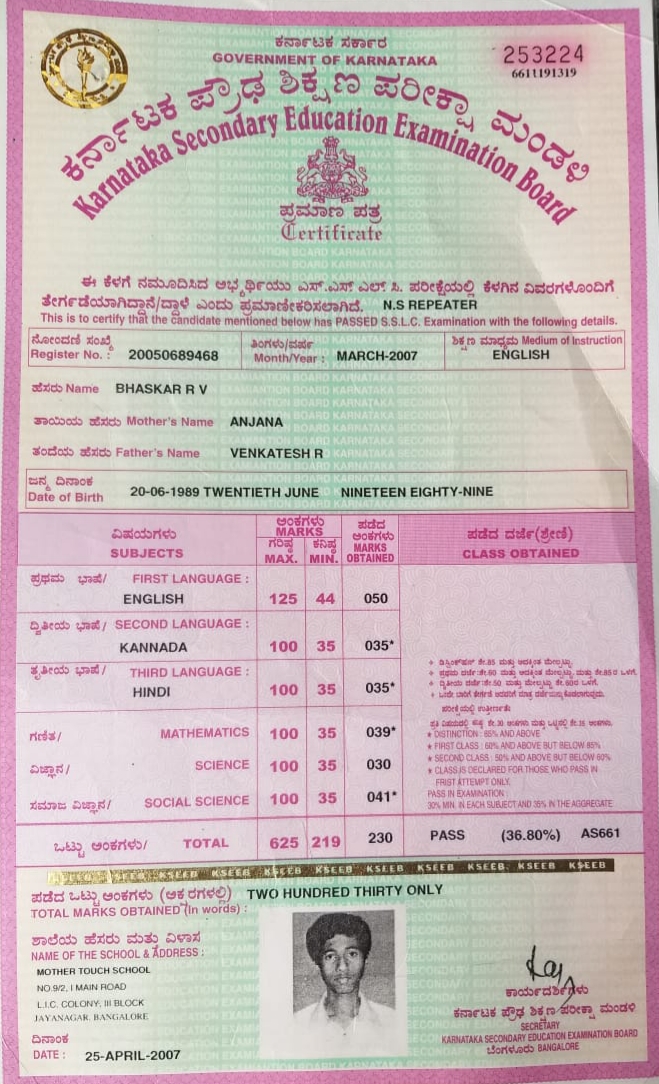 ಕರ್ನಾಟಕ ಸರ್ಕಾರ
GOVERNMENT OF KARNATAKA
253224
6611191319
ಕರ್ನಾಟಕ ಪ್ರೌಢ ಶಿಕ್ಷಣ ಪರೀಕ್ಷಾ ಮಂಡಳಿ
Karnataka Secondary Education Examination Board
ಪ್ರಮಾಣ ಪತ್ರ
Certificate
ಈ ಕೆಳಗೆ ನಮೂದಿಸಿದ ಅಭ್ಯರ್ಥಿಯು ಎಸ್.ಎಸ್ ಎಲ್ ಸಿ. ಪರೀಕ್ಷೆಯಲ್ಲಿ ಕೆಳಗಿನ ವಿವರಗಳೊಂದಿಗೆ
ತೇರ್ಗಡೆಯಾಗಿದ್ದಾನೆ/ದ್ದಾಳೆ ಎಂದು ಪ್ರಮಾಣೀಕರಿಸಲಾಗಿದೆ. N.S REPEATER
This is to certify that the candidate mentioned below has PASSED S.S.L.C. Examination with the following details.
ನೋಂದಣಿ ಸಂಖ್ಯೆ ತಿಂಗಳು/ವರ್ಷ ಶಿಕ್ಷಣ ಮಾಧ್ಯಮ Medium of Instruction
Register No. : 20050689468 Month/Year : MARCH-2007 ENGLISH
ಹೆಸರು Name BHASKAR R V
ತಾಯಿಯ ಹೆಸರು Mother's Name ANJANA
ತಂದೆಯ ಹೆಸರು Father's Name VENKATESH R
ಜನ್ಮ ದಿನಾಂಕ
Date of Birth 20-06-1989 TWENTIETH JUNE NINETEEN EIGHTY-NINE
ವಿಷಯಗಳು
SUBJECTS
ಅಂಕಗಳು
MARKS
ಗರಿಷ್ಠ ಕನಿಷ್ಠ
MAX. MIN.
ಪಡೆದ
ಅಂಕಗಳು
MARKS
OBTAINED
ಪಡೆದ ದರ್ಜೆ(ಶ್ರೇಣಿ)
CLASS OBTAINED
ಪ್ರಥಮ ಭಾಷೆ/ FIRST LANGUAGE :
ENGLISH 125 44 050
ದ್ವಿತೀಯ ಭಾಷೆ/ SECOND LANGUAGE :
KANNADA 100 35 035*
ತೃತೀಯ ಭಾಷೆ/ THIRD LANGUAGE :
HINDI 100 35 035*
ಗಣಿತ/ MATHEMATICS 100 35 039*
ವಿಜ್ಞಾನ/ SCIENCE 100 35 030
ಸಮಾಜ ವಿಜ್ಞಾನ/ SOCIAL SCIENCE 100 35 041*
* DISTINCTION : 85% AND ABOVE
* FIRST CLASS : 60% AND ABOVE BUT BELOW 85%
* SECOND CLASS : 50% AND ABOVE BUT BELOW 60%
* CLASS IS DECLARED FOR THOSE WHO PASS IN
FRIST ATTEMPT ONLY.
PASS IN EXAMINATION :
30% MIN. IN EACH SUBJECT AND 35% IN THE AGGREGATE
ಒಟ್ಟು ಅಂಕಗಳು/ TOTAL 625 219 230 PASS (36.80%) AS661
KSEEB KSEEB KSEEB KSEEB KSEEB KSEEB KSEEB KSEEB
ಪಡೆದ ಒಟ್ಟು ಅಂಕಗಳು (ಅಕ್ಷರಗಳಲ್ಲಿ) TWO HUNDRED THIRTY ONLY
TOTAL MARKS OBTAINED (In words) :
ಶಾಲೆಯ ಹೆಸರು ಮತ್ತು ವಿಳಾಸ
NAME OF THE SCHOOL & ADDRESS :
MOTHER TOUCH SCHOOL
NO.9/2, I MAIN ROAD
L.I.C. COLONY, III BLOCK
JAYANAGAR, BANGALORE
ದಿನಾಂಕ
DATE : 25-APRIL-2007
ಕಾರ್ಯದರ್ಶಿಗಳು
ಕರ್ನಾಟಕ ಪ್ರೌಢ ಶಿಕ್ಷಣ ಪರೀಕ್ಷಾ ಮಂಡಳಿ
SECRETARY
KARNATAKA SECONDARY EDUCATION EXAMINATION BOARD
ಬೆಂಗಳೂರು BANGALORE